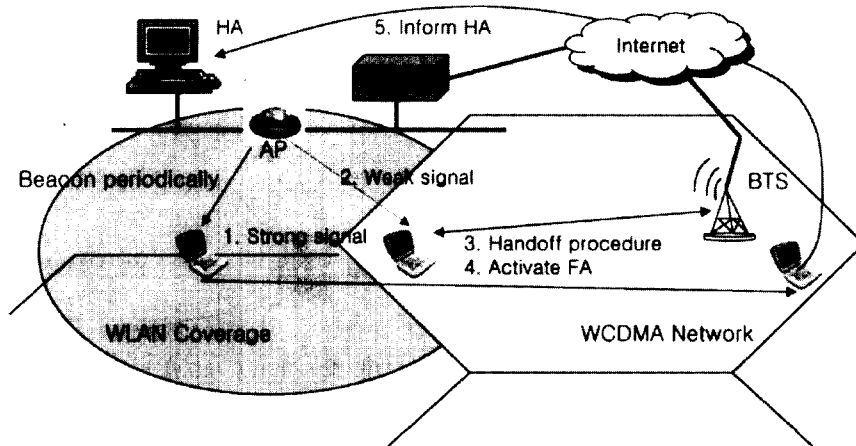 HA
5. Inform HA
Internet
AP
Beacon periodically
2. Weak signal
BTS
1. Strong signal
3. Handoff procedure
4. Activate FA
WLAN Coverage
WCDMA Network